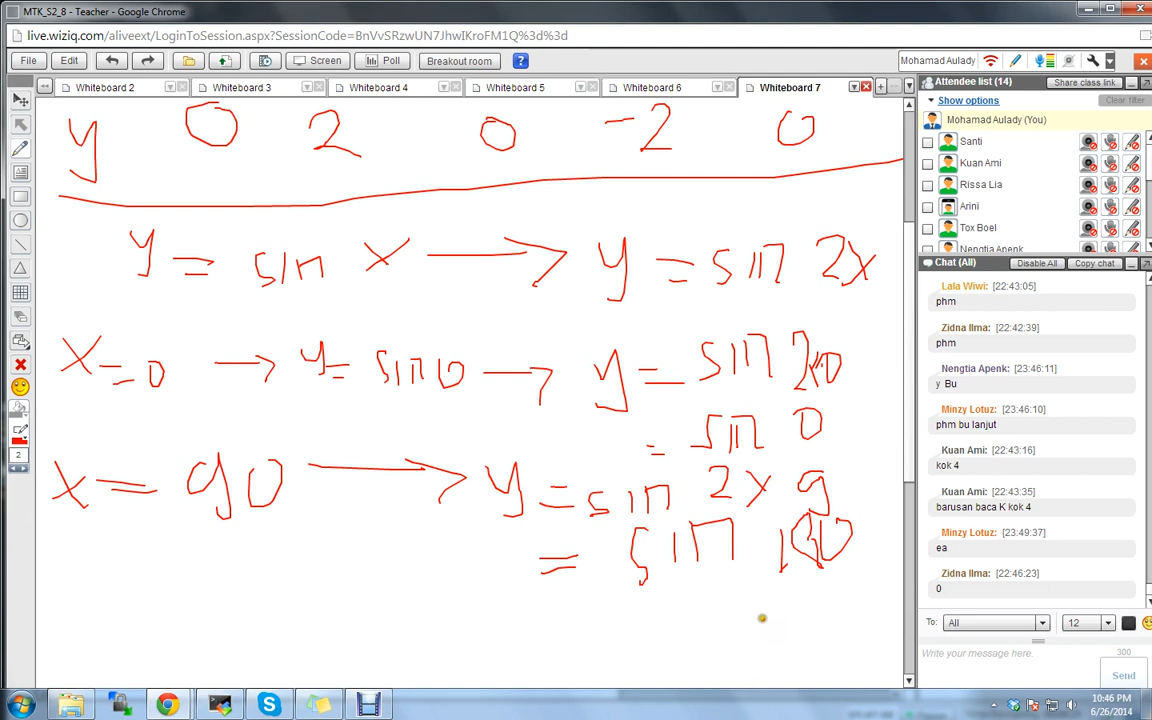 MTK_S2_8 - Teacher - Google Chrome
live.wiziq.com/aliveext/LoginToSession.aspx?SessionCode=BnVvSRzwUN7JhwIKroFM1Q%3d%3d
File Edit Screen Poll Breakout room ? Mohamad Aulady
Whiteboard 2 Whiteboard 3 Whiteboard 4 Whiteboard 5 Whiteboard 6 Whiteboard 7
y 0 2 0 -2 0
y = sin x → y = sin 2x
x = 0 → y = sin 0 → y = sin 2x0
= sin 0
x = 90 → y = sin 2x 9
= sin 180
2
Attendee list (14) Share class link
Show options Clear filter
Mohamad Aulady (You)
Santi
Kuan Ami
Rissa Lia
Arini
Tox Boel
Nengtia Apenk
Chat (All) Disable All Copy chat
Lala Wiwi: [22:43:05]
phm
Zidna Ilma: [22:42:39]
phm
Nengtia Apenk: [23:46:11]
y Bu
Minzy Lotuz: [23:46:10]
phm bu lanjut
Kuan Ami: [22:43:16]
kok 4
Kuan Ami: [22:43:35]
barusan baca K kok 4
Minzy Lotuz: [23:49:37]
ea
Zidna Ilma: [22:46:23]
0
To: All 12
Write your message here. 300
Send
10:46 PM
6/26/2014